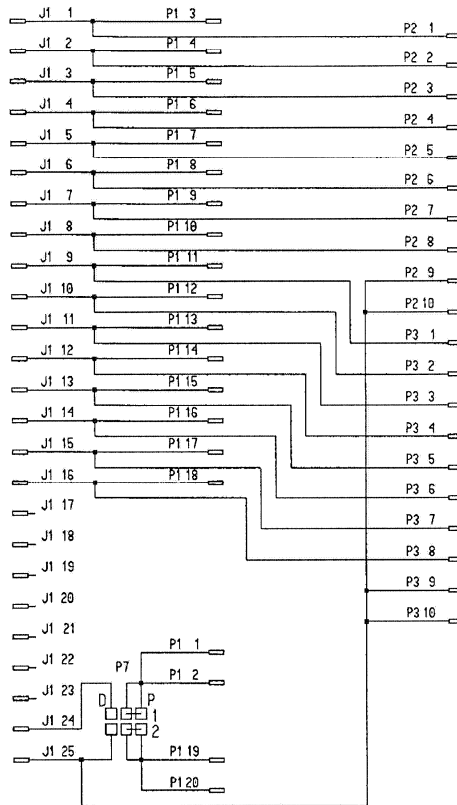 J1 1 P1 3
P2 1
J1 2 P1 4
P2 2
J1 3 P1 5
P2 3
J1 4 P1 6
P2 4
J1 5 P1 7
P2 5
J1 6 P1 8
P2 6
J1 7 P1 9
P2 7
J1 8 P1 10
P2 8
J1 9 P1 11
P2 9
J1 10 P1 12
P2 10
J1 11 P1 13
P3 1
J1 12 P1 14
P3 2
J1 13 P1 15
P3 3
J1 14 P1 16
P3 4
J1 15 P1 17
P3 5
J1 16 P1 18
P3 6
J1 17
P3 7
J1 18
P3 8
J1 19
P3 9
J1 20
P3 10
J1 21
P1 1
J1 22 P7 P1 2
J1 23 D P
1
J1 24
2
J1 25 P1 19
P1 20